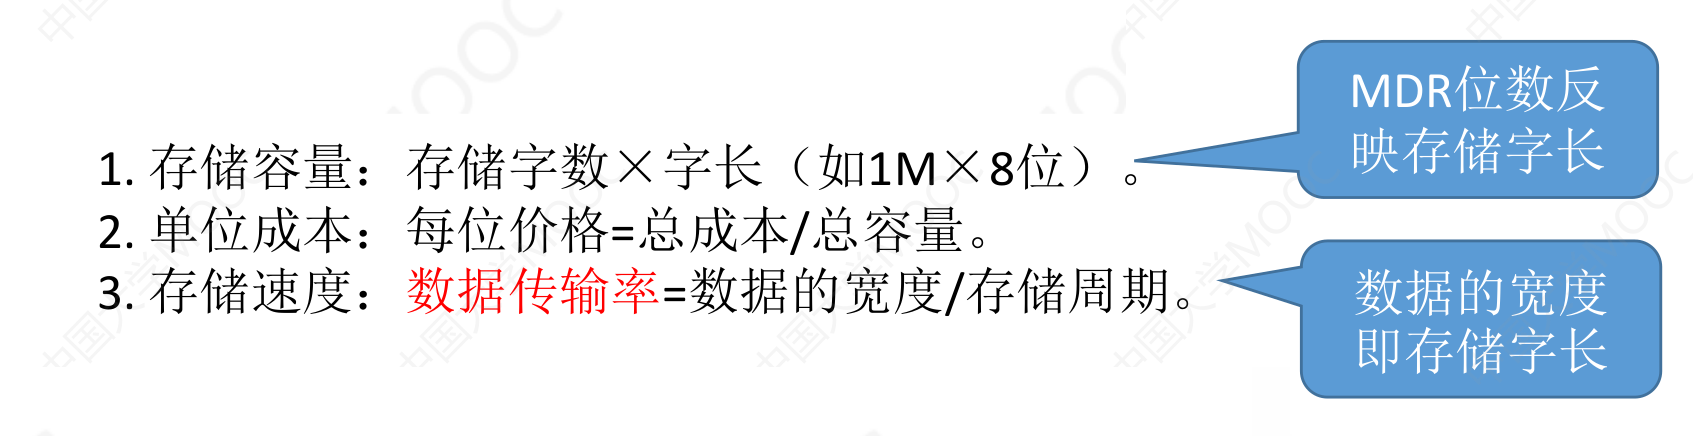 MDR位数反
映存储字长
1. 存储容量：存储字数×字长（如1M×8位）。
2. 单位成本：每位价格=总成本/总容量。
3. 存储速度：数据传输率=数据的宽度/存储周期。
数据的宽度
即存储字长